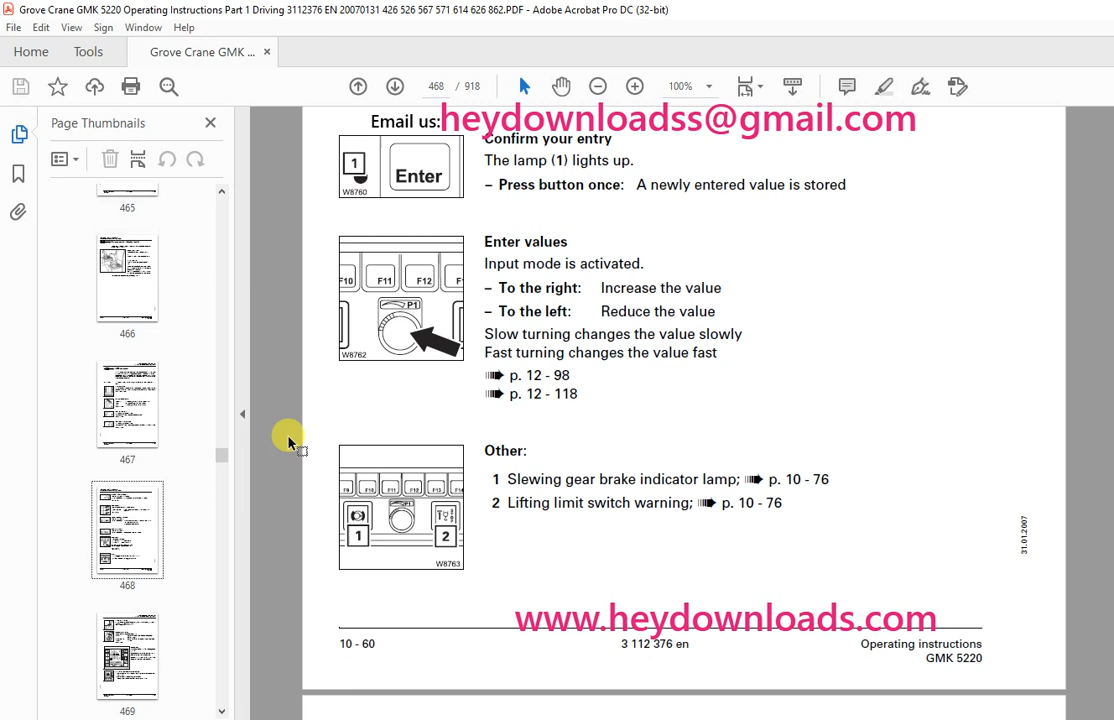 Grove Crane GMK 5220 Operating Instructions Part 1 Driving 3112376 EN 20070131 426 526 567 571 614 626 862.PDF - Adobe Acrobat Pro DC (32-bit)
File Edit View Sign Window Help
Home Tools Grove Crane GMK ... ×
468 / 918 100%
Page Thumbnails
465
466
467
468
469
Email us: heydownloadss@gmail.com
Confirm your entry
1 Enter
W8760
The lamp (1) lights up.
– Press button once: A newly entered value is stored
Enter values
F10 F11 F12 F
P1
W8762
Input mode is activated.
– To the right: Increase the value
– To the left: Reduce the value
Slow turning changes the value slowly
Fast turning changes the value fast
p. 12 - 98
p. 12 - 118
Other:
F9 F10 F11 F12 F13 F14
P1
1 2
W8763
1 Slewing gear brake indicator lamp; p. 10 - 76
2 Lifting limit switch warning; p. 10 - 76
31.01.2007
www.heydownloads.com
10 - 60 3 112 376 en Operating instructions
GMK 5220